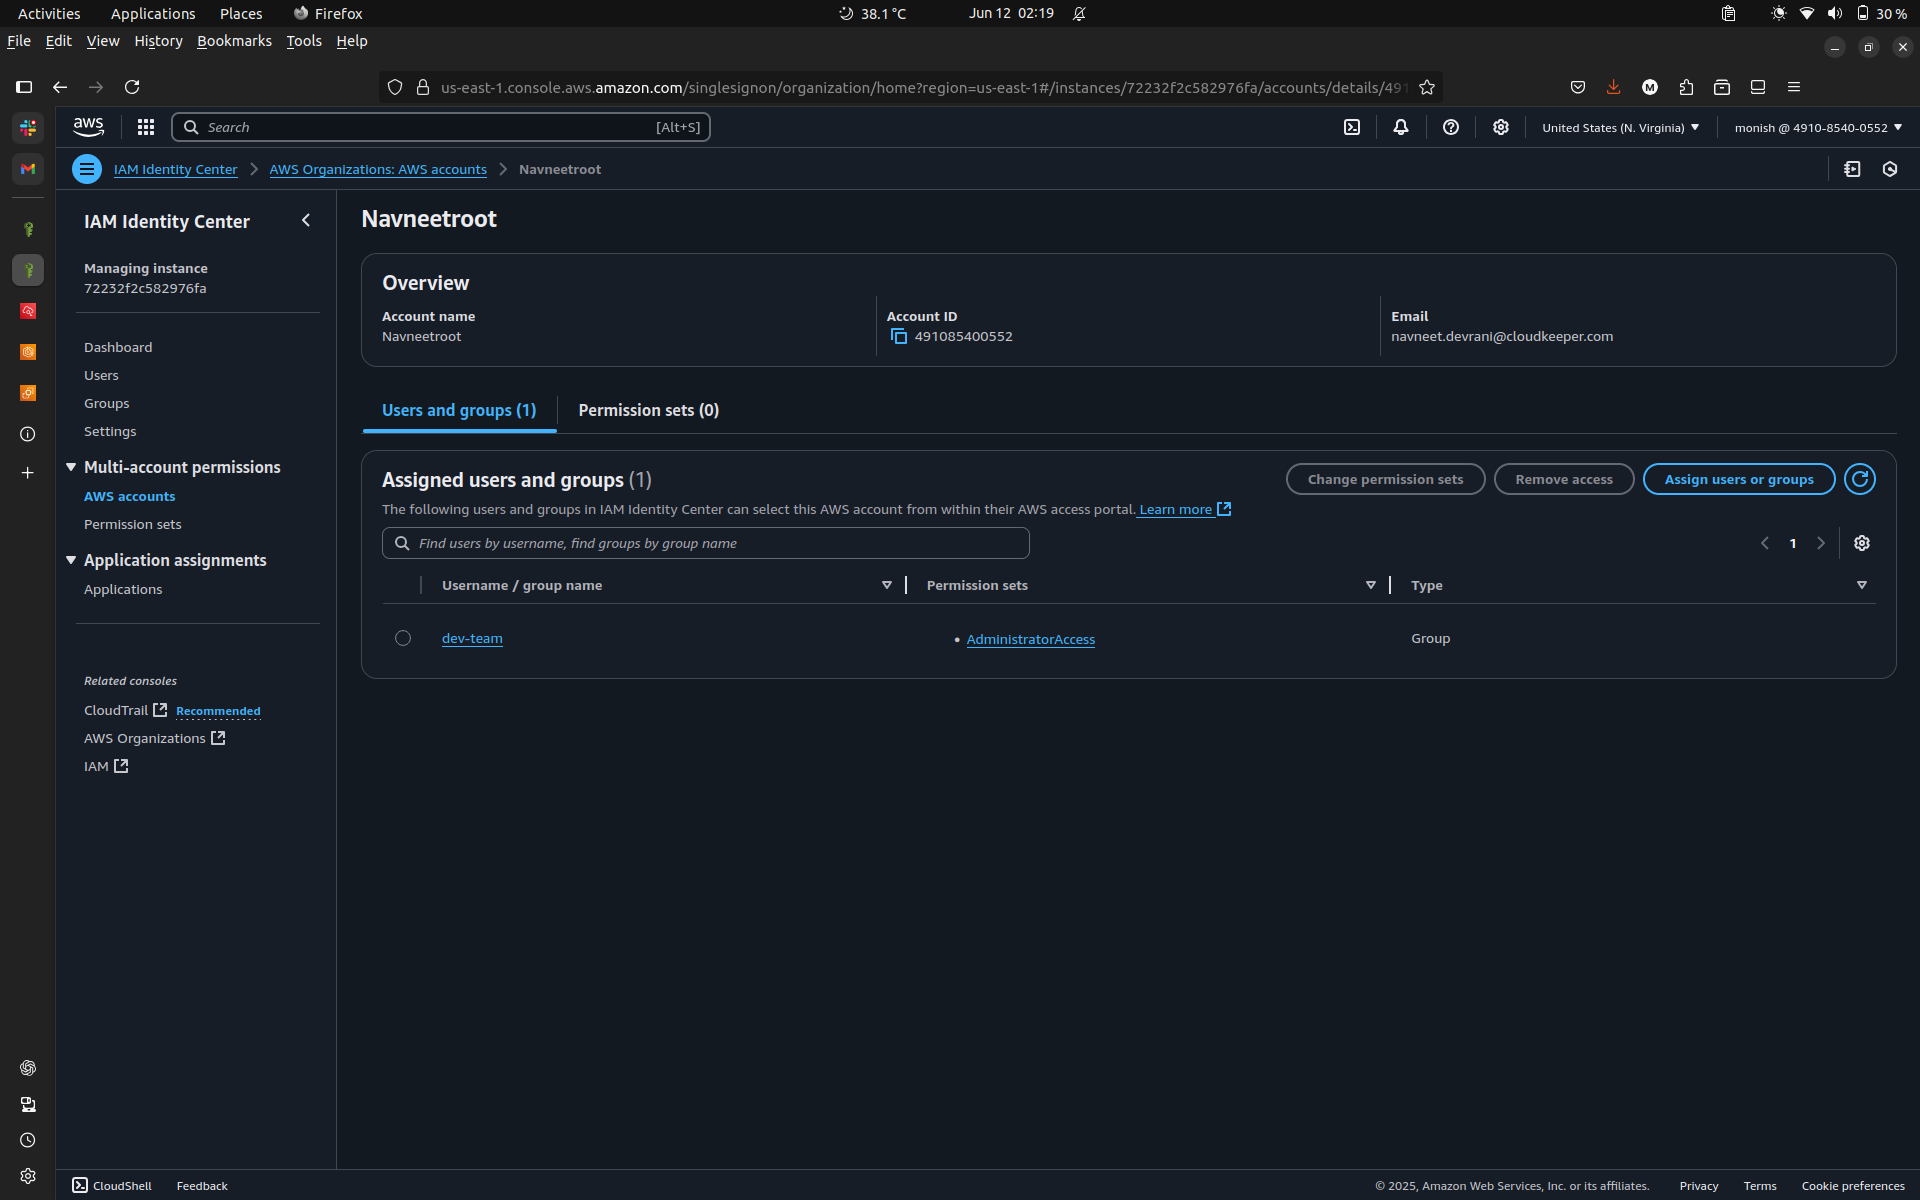 Activities Applications Places Firefox 38.1 °C Jun 12 02:19 30 %
File Edit View History Bookmarks Tools Help
us-east-1.console.aws.amazon.com/singlesignon/organization/home?region=us-east-1#/instances/72232f2c582976fa/accounts/details/491
aws Search [Alt+S] United States (N. Virginia) monish @ 4910-8540-0552
IAM Identity Center AWS Organizations: AWS accounts Navneetroot
IAM Identity Center
Managing instance
72232f2c582976fa
Dashboard
Users
Groups
Settings
Multi-account permissions
AWS accounts
Permission sets
Application assignments
Applications
Related consoles
CloudTrail Recommended
AWS Organizations
IAM
Navneetroot
Overview
Account name
Navneetroot
Account ID
491085400552
Email
navneet.devrani@cloudkeeper.com
Users and groups (1) Permission sets (0)
Assigned users and groups (1) Change permission sets Remove access Assign users or groups
The following users and groups in IAM Identity Center can select this AWS account from within their AWS access portal. Learn more
Find users by username, find groups by group name 1
Username / group name Permission sets Type
dev-team • AdministratorAccess Group
CloudShell Feedback © 2025, Amazon Web Services, Inc. or its affiliates. Privacy Terms Cookie preferences